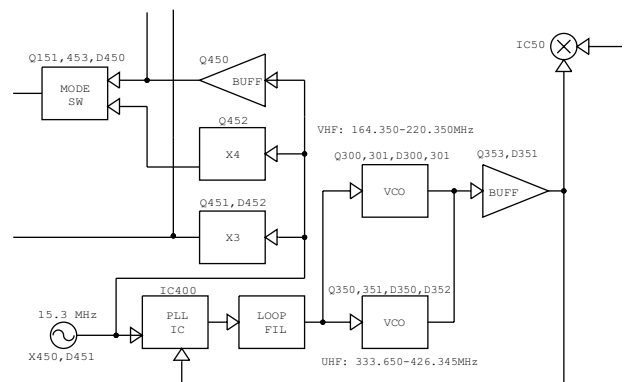 IC50
Q151,453,D450
Q450
MODE
SW
BUFF
Q452
VHF: 164.350-220.350MHz
X4
Q300,301,D300,301
Q353,D351
VCO
BUFF
Q451,D452
X3
IC400
Q350,351,D350,D352
15.3 MHz
PLL
IC
LOOP
FIL
VCO
X450,D451
UHF: 333.650-426.345MHz